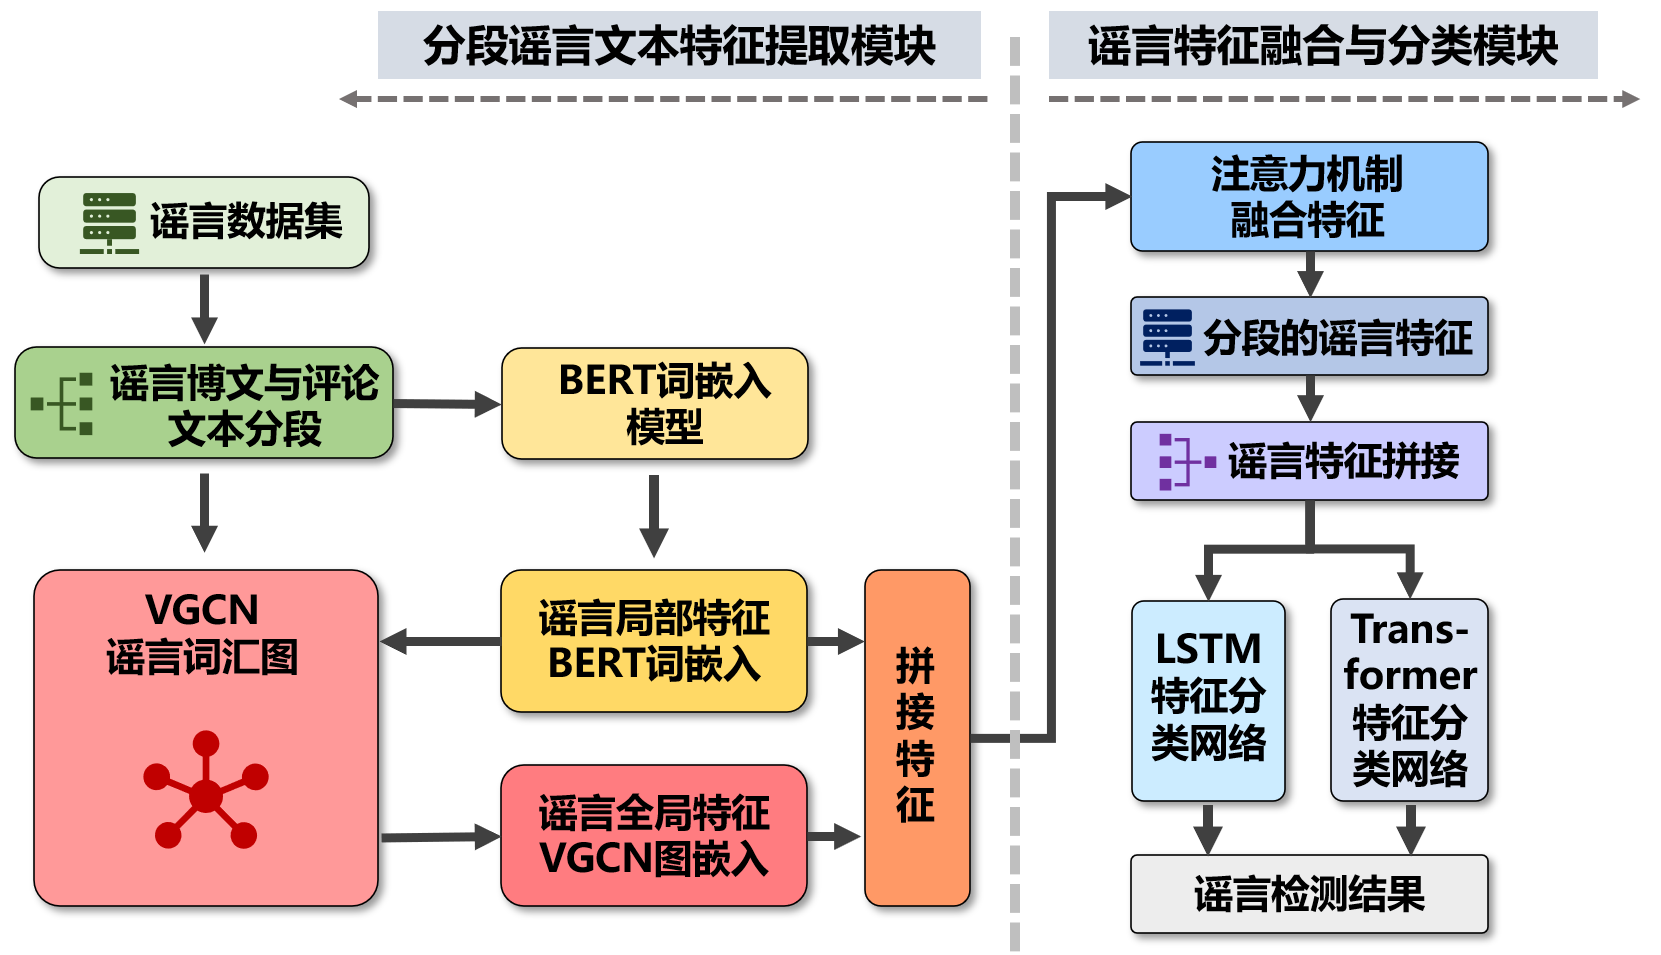 分段谣言文本特征提取模块
谣言特征融合与分类模块
谣言数据集
谣言博文与评论
文本分段
BERT词嵌入
模型
VGCN
谣言词汇图
谣言局部特征
BERT词嵌入
谣言全局特征
VGCN图嵌入
拼
接
特
征
注意力机制
融合特征
分段的谣言特征
谣言特征拼接
LSTM
特征分
类网络
Trans-
former
特征分
类网络
谣言检测结果